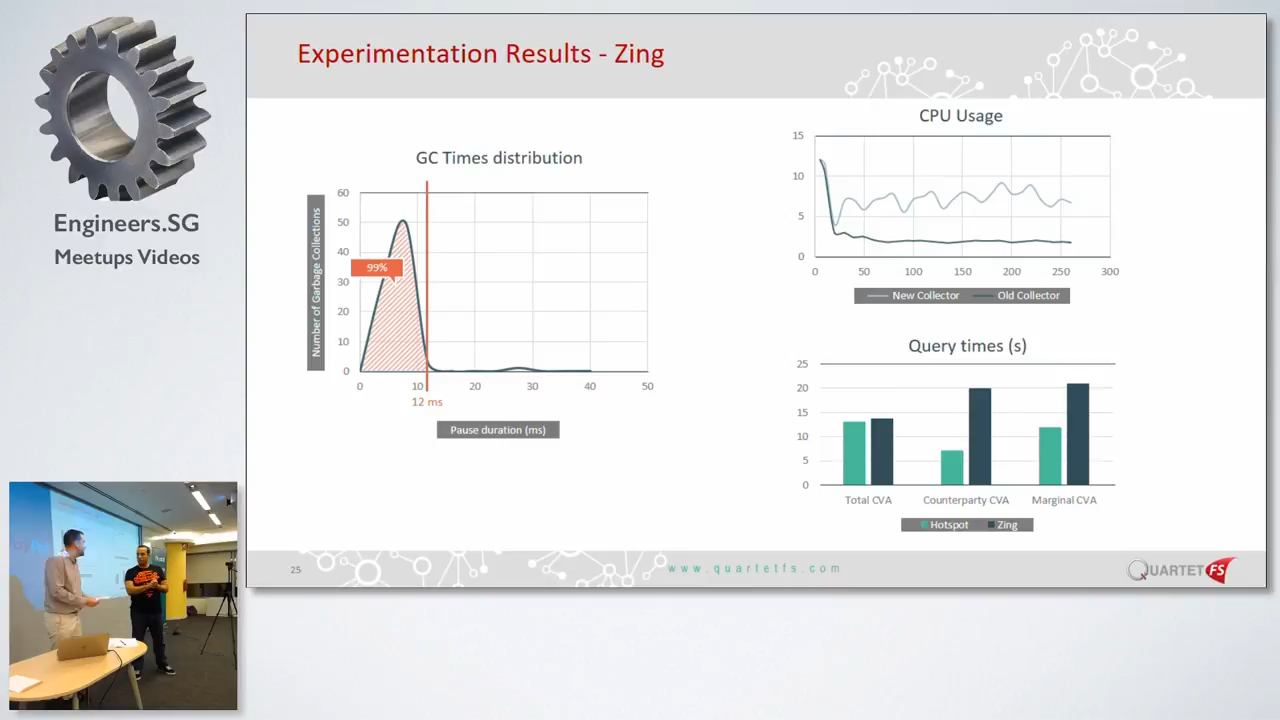 Engineers.SG
Meetups Videos
Experimentation Results - Zing
GC Times distribution
Number of Garbage Collections
60
50
40
30
20
10
0
99%
0
10
20
30
40
50
12 ms
Pause duration (ms)
CPU Usage
15
10
5
0
0
50
100
150
200
250
300
New Collector
Old Collector
Query times (s)
25
20
15
10
5
0
Total CVA
Counterparty CVA
Marginal CVA
Hotspot
Zing
25
www.quartetfs.com
QUARTET FS